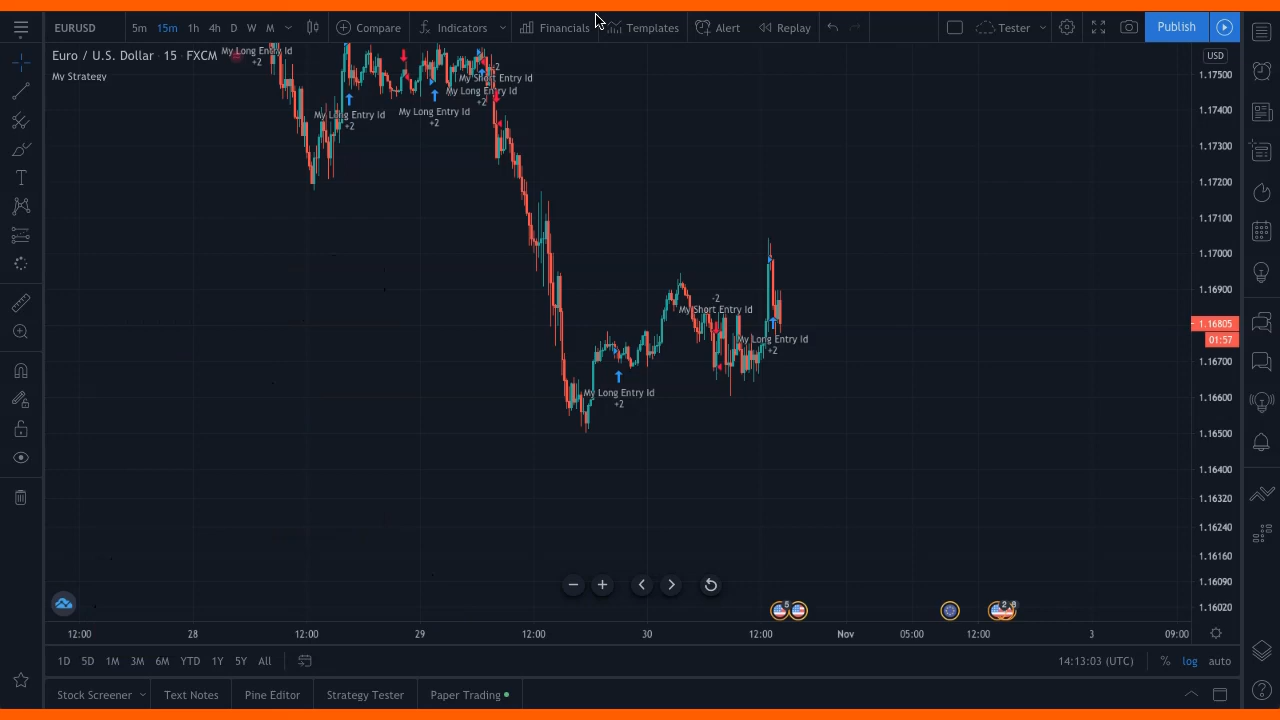 EURUSD 5m 15m 1h 4h D W M Compare Indicators Financials Templates Alert Replay Tester Publish
Euro / U.S. Dollar · 15 · FXCM
My Strategy
USD
My Long Entry Id
+2
-2
My Short Entry Id
My Long Entry Id
+2
My Long Entry Id
+2
My Long Entry Id
+2
-2
My Short Entry Id
My Long Entry Id
+2
My Long Entry Id
+2
1.17500
1.17400
1.17300
1.17200
1.17100
1.17000
1.16900
1.16805
01:57
1.16700
1.16600
1.16500
1.16400
1.16320
1.16240
1.16160
1.16090
1.16020
5
2
12:00 28 12:00 29 12:00 30 12:00 Nov 05:00 12:00 3 09:00
1D 5D 1M 3M 6M YTD 1Y 5Y All 14:13:03 (UTC) % log auto
Stock Screener Text Notes Pine Editor Strategy Tester Paper Trading